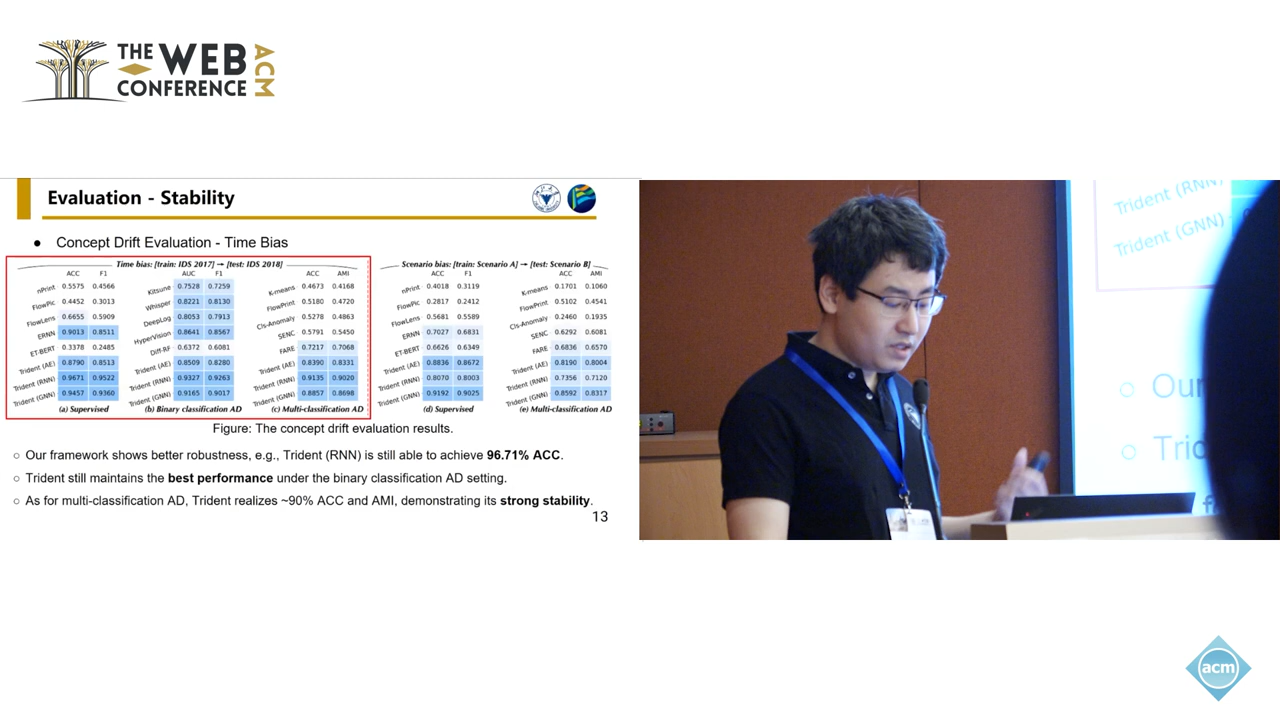 THE WEB
CONFERENCE
ACM
Evaluation - Stability
● Concept Drift Evaluation - Time Bias
Time bias: [train: IDS 2017] → [test: IDS 2018]
ACC F1
nPrint 0.5575 0.4566
FlowPic 0.4452 0.3013
FlowLens 0.6655 0.5909
ERNN 0.9013 0.8511
ET-BERT 0.3378 0.2485
Trident (AE) 0.8790 0.8513
Trident (RNN) 0.9671 0.9522
Trident (GNN) 0.9457 0.9360
(a) Supervised
AUC F1
Kitsune 0.7528 0.7259
Whisper 0.8221 0.8130
DeepLog 0.8053 0.7913
HyperVision 0.8641 0.8567
Diff-RF 0.6372 0.6081
Trident (AE) 0.8509 0.8280
Trident (RNN) 0.9327 0.9263
Trident (GNN) 0.9165 0.9017
(b) Binary classification AD
ACC AMI
K-means 0.4673 0.4168
FlowPrint 0.5180 0.4720
Cls-Anomaly 0.5278 0.4863
SENC 0.5791 0.5450
FARE 0.7217 0.7068
Trident (AE) 0.8390 0.8331
Trident (RNN) 0.9135 0.9020
Trident (GNN) 0.8857 0.8698
(c) Multi-classification AD
Scenario bias: [train: Scenario A] → [test: Scenario B]
ACC F1
nPrint 0.4018 0.3119
FlowPic 0.2817 0.2412
FlowLens 0.5681 0.5589
ERNN 0.7027 0.6831
ET-BERT 0.6626 0.6349
Trident (AE) 0.8836 0.8672
Trident (RNN) 0.8070 0.8003
Trident (GNN) 0.9192 0.9025
(d) Supervised
ACC AMI
K-means 0.1701 0.1060
FlowPrint 0.5102 0.4541
Cls-Anomaly 0.2460 0.1935
SENC 0.6292 0.6081
FARE 0.6836 0.6570
Trident (AE) 0.8190 0.8004
Trident (RNN) 0.7356 0.7120
Trident (GNN) 0.8592 0.8317
(e) Multi-classification AD
Figure: The concept drift evaluation results.
○ Our framework shows better robustness, e.g., Trident (RNN) is still able to achieve 96.71% ACC.
○ Trident still maintains the best performance under the binary classification AD setting.
○ As for multi-classification AD, Trident realizes ~90% ACC and AMI, demonstrating its strong stability.
13
Trident (RNN)
Trident (GNN)
○ Our
○ Trid
acm